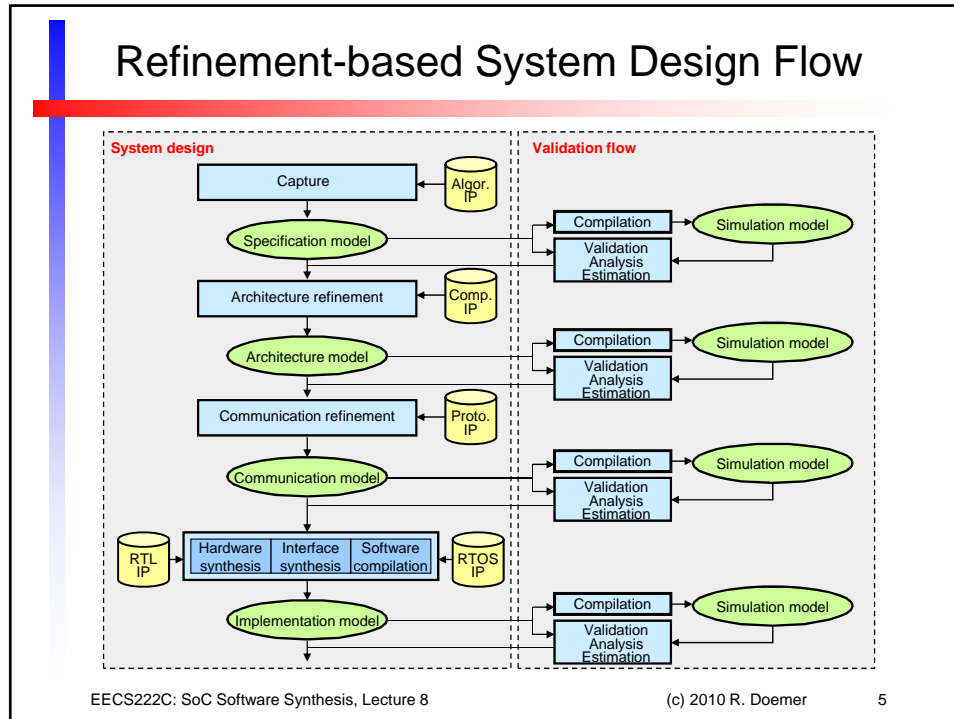 Refinement-based System Design Flow
System design
Validation flow
Capture
Algor.
IP
Specification model
Compilation
Simulation model
Validation
Analysis
Estimation
Architecture refinement
Comp.
IP
Architecture model
Compilation
Simulation model
Validation
Analysis
Estimation
Communication refinement
Proto.
IP
Communication model
Compilation
Simulation model
Validation
Analysis
Estimation
RTL
IP
Hardware
synthesis
Interface
synthesis
Software
compilation
RTOS
IP
Implementation model
Compilation
Simulation model
Validation
Analysis
Estimation
EECS222C: SoC Software Synthesis, Lecture 8
(c) 2010 R. Doemer
5